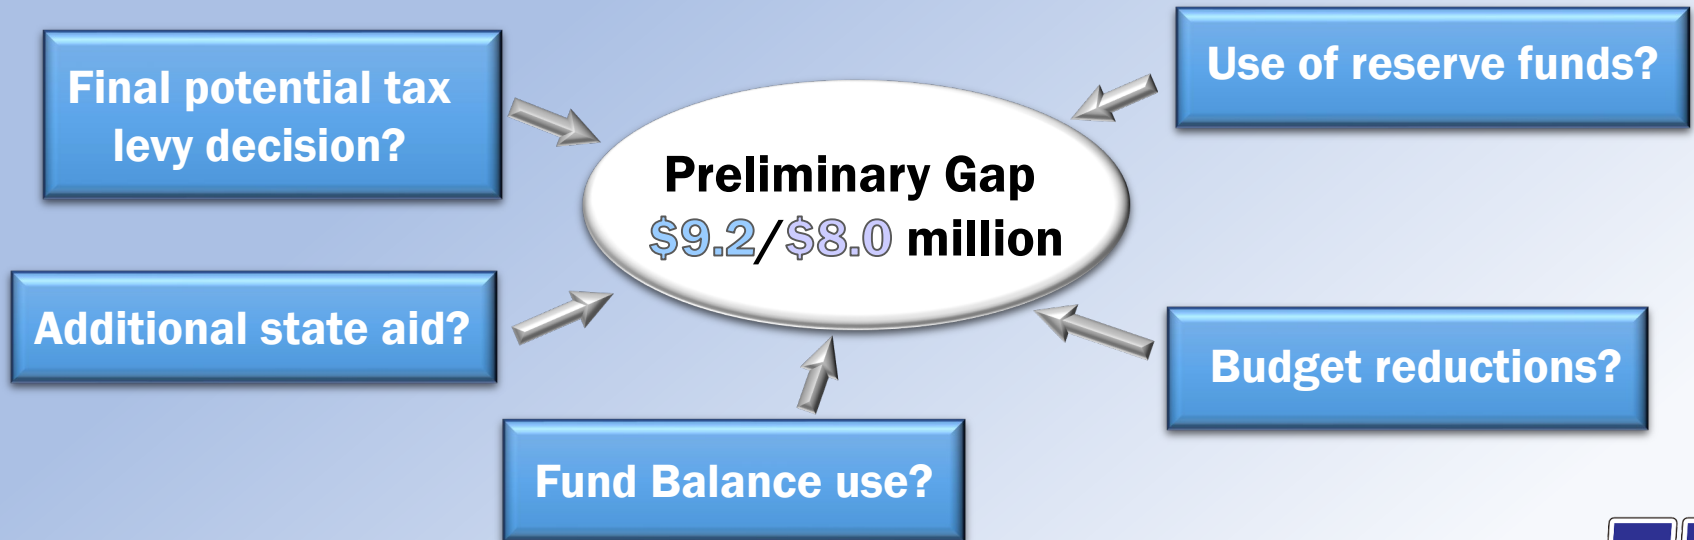 Final potential tax
levy decision?
Use of reserve funds?
Preliminary Gap
$9.2/$8.0 million
Additional state aid?
Budget reductions?
Fund Balance use?